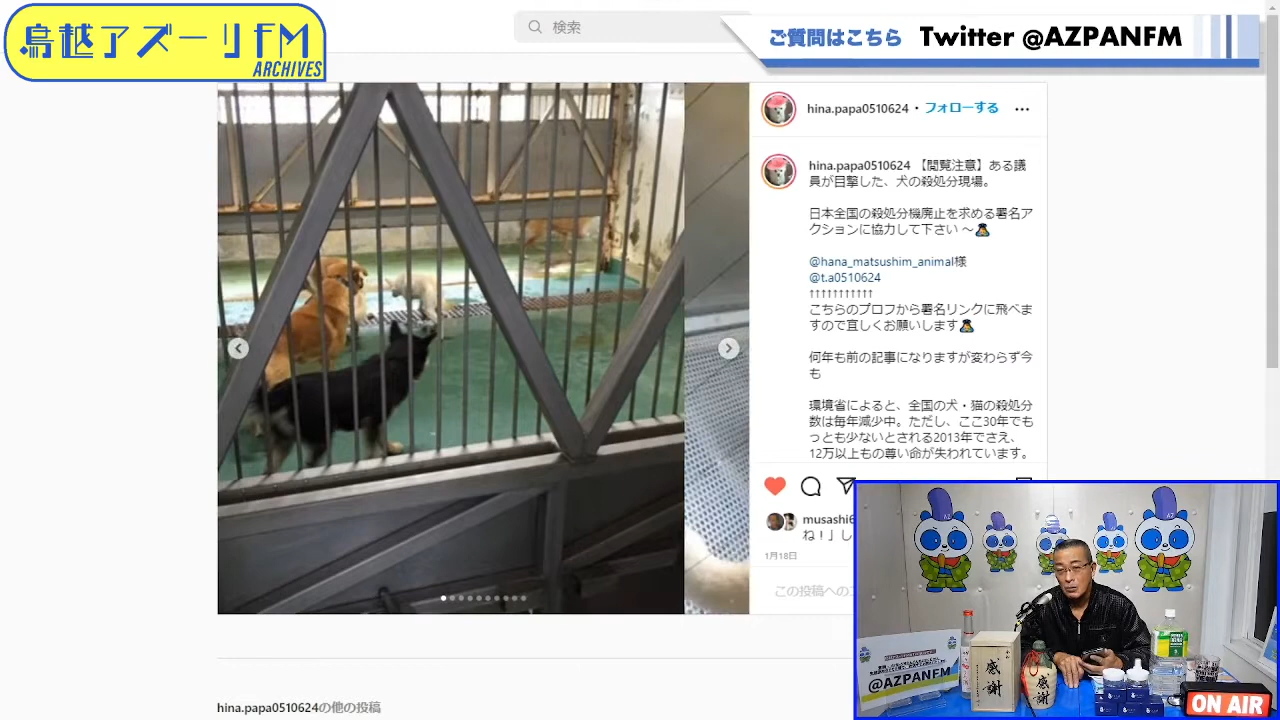 鳥越アズーリFM
ARCHIVES
検索
ご質問はこちら Twitter @AZPANFM
hina.papa0510624 • フォローする
hina.papa0510624 【閲覧注意】ある議
員が目撃した、犬の殺処分現場。
日本全国の殺処分機廃止を求める署名ア
クションに協力して下さい 〜
@hana_matsushim_animal様
@t.a0510624
↑↑↑↑↑↑↑↑↑↑↑
こちらのプロフから署名リンクに飛べま
すので宜しくお願いします
何年も前の記事になりますが変わらず今
も
環境省によると、全国の犬・猫の殺処分
数は毎年減少中。ただし、ここ30年でも
っとも少ないとされる2013年でさえ、
12万以上もの尊い命が失われています。
musashi6
ね！」し
1月18日
この投稿への
hina.papa0510624の他の投稿
@AZPANFM
感謝
感謝
ON AIR